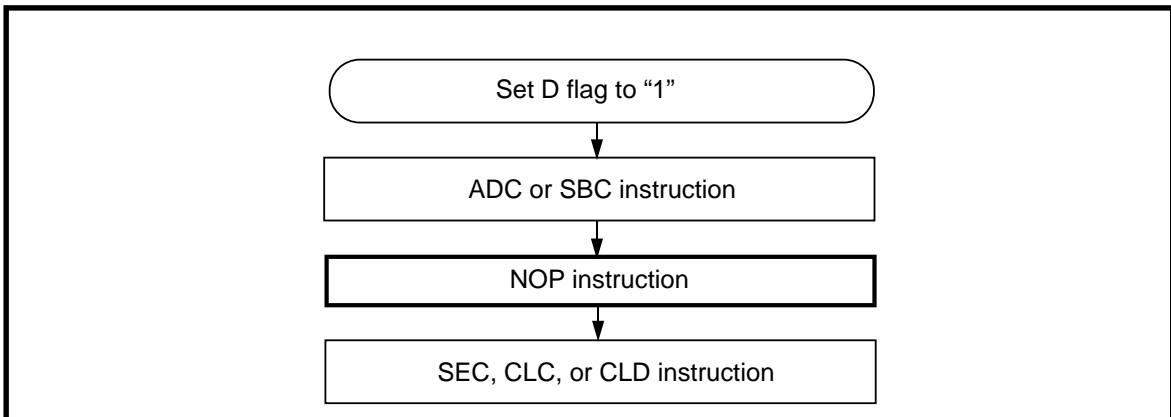 Set D flag to “1”
ADC or SBC instruction
NOP instruction
SEC, CLC, or CLD instruction